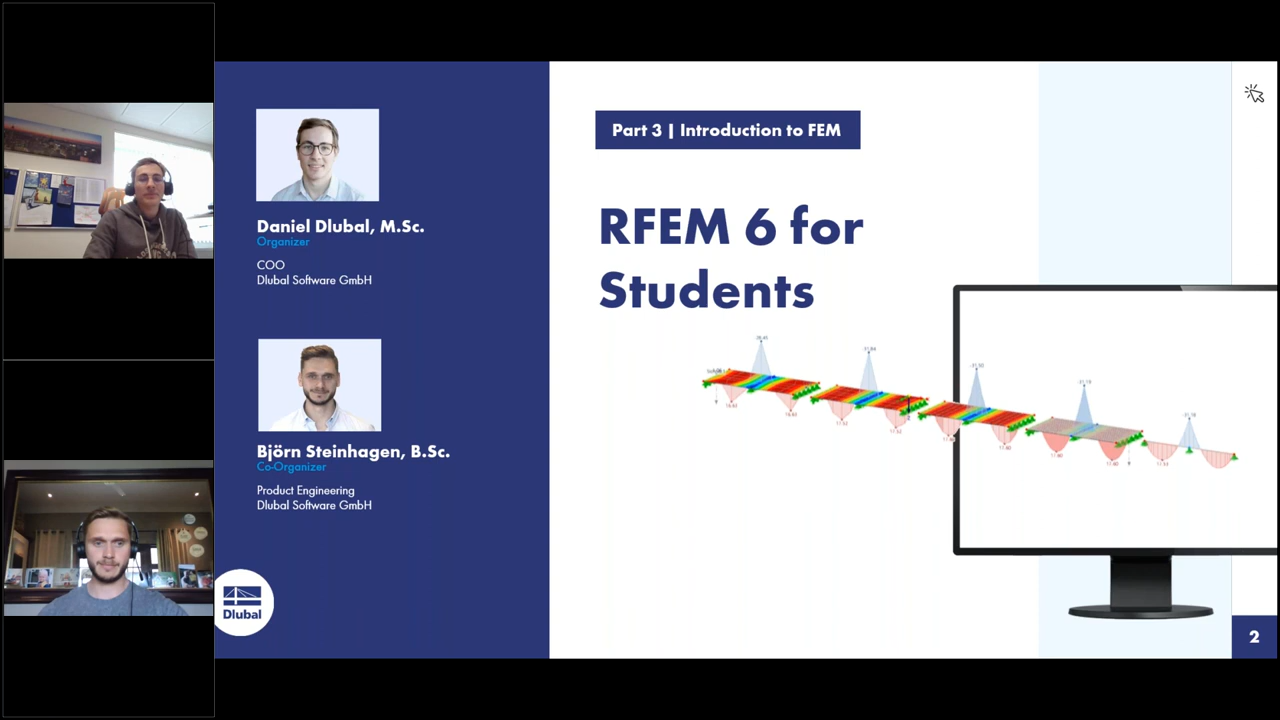 Daniel Dlubal, M.Sc.
Organizer
COO
Dlubal Software GmbH
Björn Steinhagen, B.Sc.
Co-Organizer
Product Engineering
Dlubal Software GmbH
Dlubal
Part 3 | Introduction to FEM
RFEM 6 for
Students
2